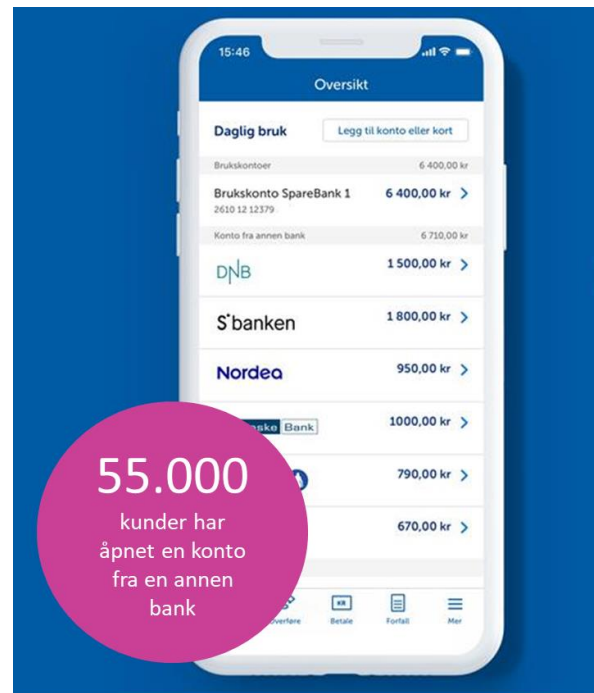 15:46
Oversikt
Daglig bruk
Legg til konto eller kort
Brukskontoer 6 400,00 kr
Brukskonto SpareBank 1 6 400,00 kr
2610 12 12379
Konto fra annen bank 6 710,00 kr
DNB 1 500,00 kr
S'banken 1 800,00 kr
Nordea 950,00 kr
Bank 1000,00 kr
790,00 kr
670,00 kr
55.000
kunder har
åpnet en konto
fra en annen
bank
Overføre Betale Forfall Mer